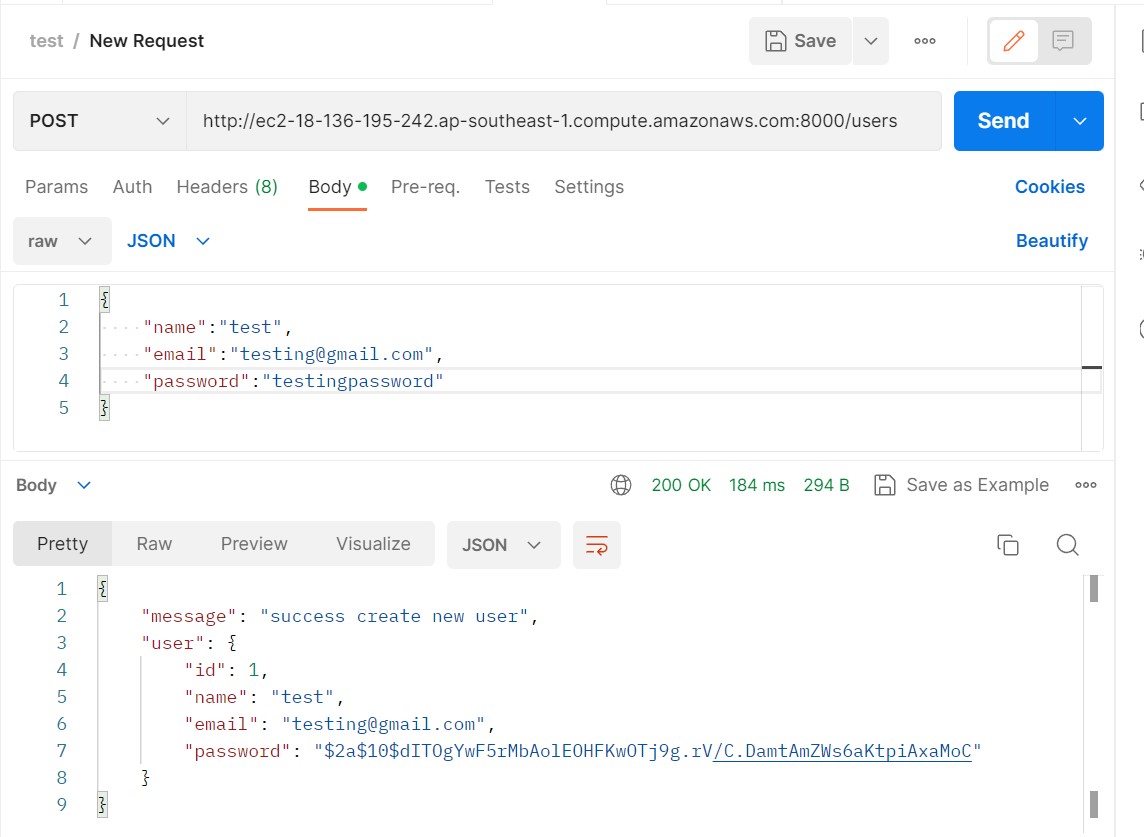 test / New Request
Save
POST
http://ec2-18-136-195-242.ap-southeast-1.compute.amazonaws.com:8000/users
Send
Params Auth Headers (8) Body Pre-req. Tests Settings Cookies
raw JSON Beautify
1 {
2 "name":"test",
3 "email":"testing@gmail.com",
4 "password":"testingpassword"
5 }
Body 200 OK 184 ms 294 B Save as Example
Pretty Raw Preview Visualize JSON
1 {
2 "message": "success create new user",
3 "user": {
4 "id": 1,
5 "name": "test",
6 "email": "testing@gmail.com",
7 "password": "$2a$10$dITOgYwF5rMbAolEOHFKwOTj9g.rV/C.DamtAmZWs6aKtpiAxaMoC"
8 }
9 }